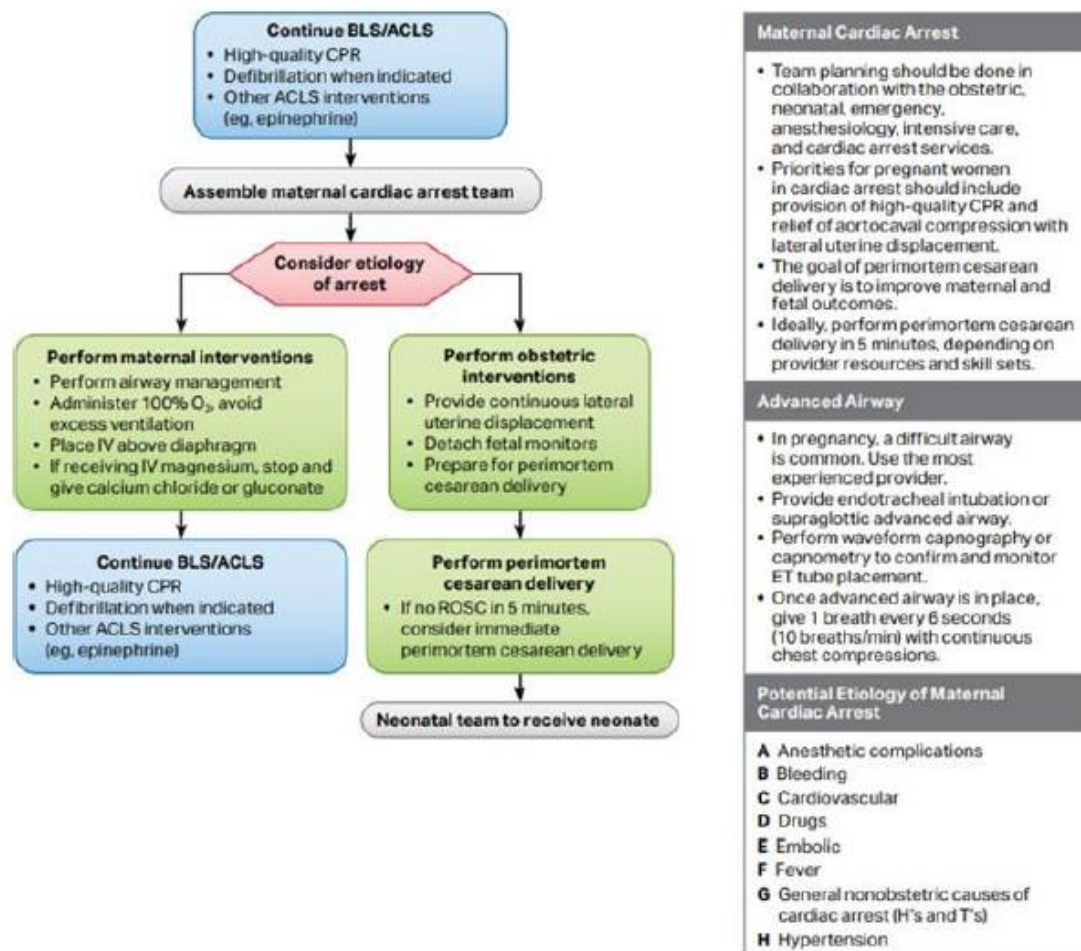 Continue BLS/ACLS
• High-quality CPR
• Defibrillation when indicated
• Other ACLS interventions
(eg, epinephrine)
Assemble maternal cardiac arrest team
Consider etiology
of arrest
Perform maternal interventions
• Perform airway management
• Administer 100% O₂, avoid
excess ventilation
• Place IV above diaphragm
• If receiving IV magnesium, stop and
give calcium chloride or gluconate
Continue BLS/ACLS
• High-quality CPR
• Defibrillation when indicated
• Other ACLS interventions
(eg, epinephrine)
Perform obstetric
interventions
• Provide continuous lateral
uterine displacement
• Detach fetal monitors
• Prepare for perimortem
cesarean delivery
Perform perimortem
cesarean delivery
• If no ROSC in 5 minutes,
consider immediate
perimortem cesarean delivery
Neonatal team to receive neonate
Maternal Cardiac Arrest
• Team planning should be done in
collaboration with the obstetric,
neonatal, emergency,
anesthesiology, intensive care,
and cardiac arrest services.
• Priorities for pregnant women
in cardiac arrest should include
provision of high-quality CPR and
relief of aortocaval compression with
lateral uterine displacement.
• The goal of perimortem cesarean
delivery is to improve maternal and
fetal outcomes.
• Ideally, perform perimortem cesarean
delivery in 5 minutes, depending on
provider resources and skill sets.
Advanced Airway
• In pregnancy, a difficult airway
is common. Use the most
experienced provider.
• Provide endotracheal intubation or
supraglottic advanced airway.
• Perform waveform capnography or
capnometry to confirm and monitor
ET tube placement.
• Once advanced airway is in place,
give 1 breath every 6 seconds
(10 breaths/min) with continuous
chest compressions.
Potential Etiology of Maternal
Cardiac Arrest
A Anesthetic complications
B Bleeding
C Cardiovascular
D Drugs
E Embolic
F Fever
G General nonobstetric causes of
cardiac arrest (H's and T's)
H Hypertension